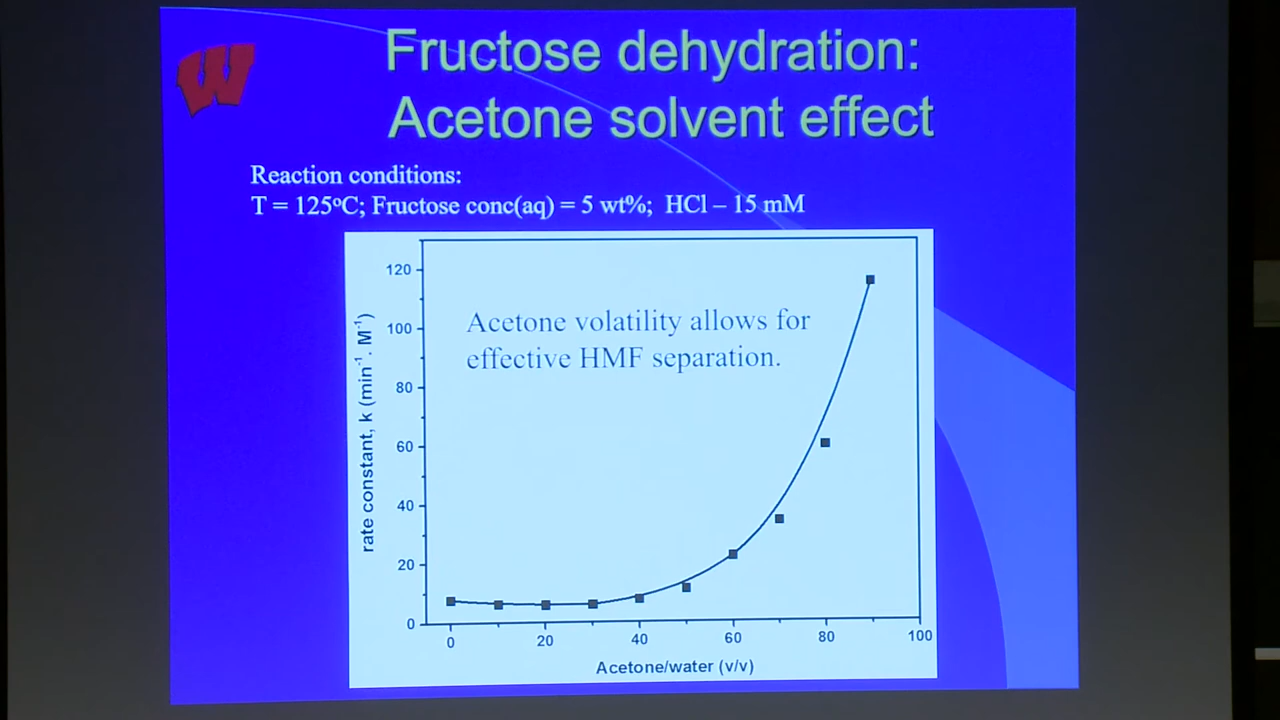 W
Fructose dehydration:
Acetone solvent effect
Reaction conditions:
T = 125°C; Fructose conc(aq) = 5 wt%; HCl – 15 mM
Acetone volatility allows for
effective HMF separation.
rate constant, k (min⁻¹. M⁻¹)
120
100
80
60
40
20
0
0 20 40 60 80 100
Acetone/water (v/v)